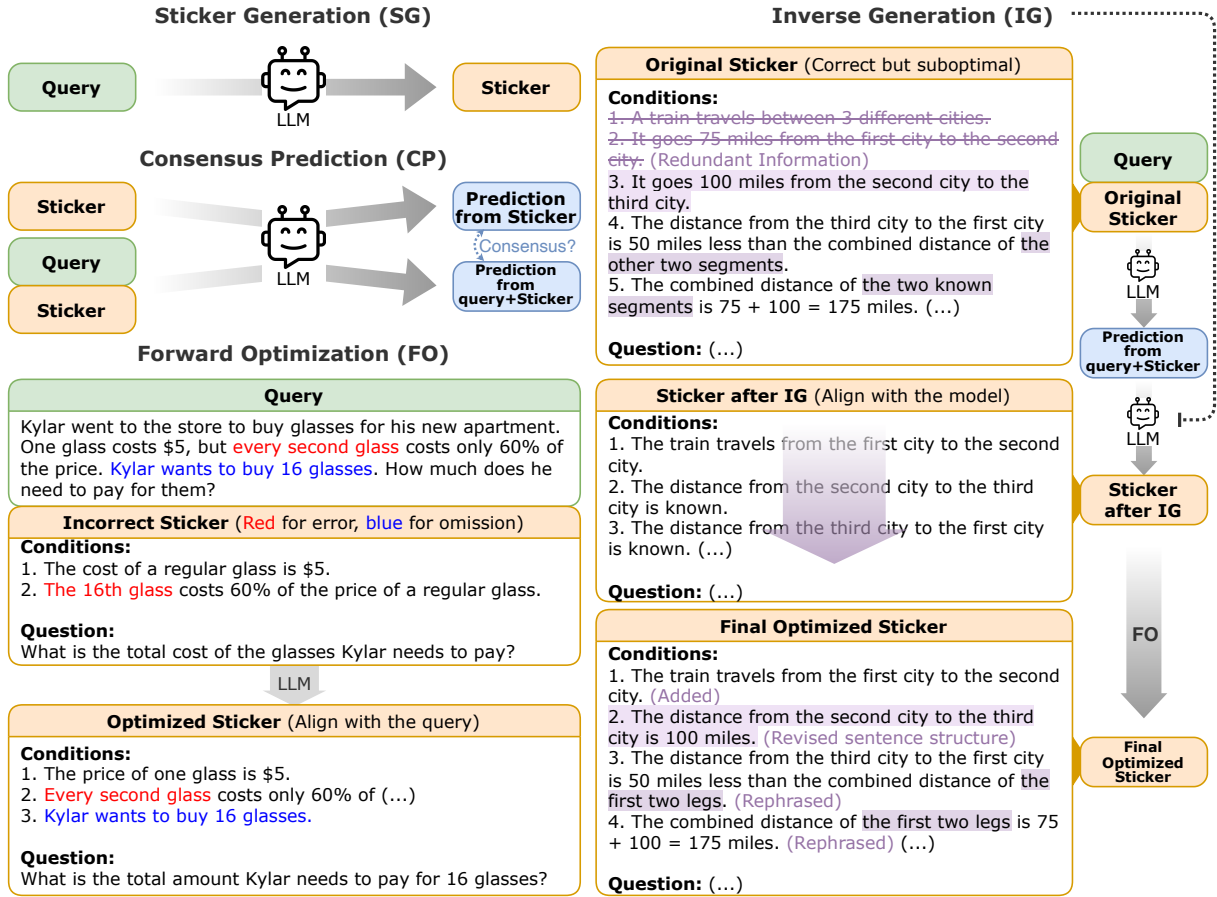 Sticker Generation (SG)
Query
LLM
Sticker
Consensus Prediction (CP)
Sticker
Query
Sticker
LLM
Prediction
from Sticker
Consensus?
Prediction
from
query+Sticker
Forward Optimization (FO)
Query
Kylar went to the store to buy glasses for his new apartment.
One glass costs $5, but every second glass costs only 60% of
the price. Kylar wants to buy 16 glasses. How much does he
need to pay for them?
Incorrect Sticker (Red for error, blue for omission)
Conditions:
1. The cost of a regular glass is $5.
2. The 16th glass costs 60% of the price of a regular glass.
Question:
What is the total cost of the glasses Kylar needs to pay?
LLM
Optimized Sticker (Align with the query)
Conditions:
1. The price of one glass is $5.
2. Every second glass costs only 60% of (...)
3. Kylar wants to buy 16 glasses.
Question:
What is the total amount Kylar needs to pay for 16 glasses?
Inverse Generation (IG)
Original Sticker (Correct but suboptimal)
Conditions:
1. A train travels between 3 different cities.
2. It goes 75 miles from the first city to the second
city. (Redundant Information)
3. It goes 100 miles from the second city to the
third city.
4. The distance from the third city to the first city
is 50 miles less than the combined distance of the
other two segments.
5. The combined distance of the two known
segments is 75 + 100 = 175 miles. (...)
Question: (...)
Sticker after IG (Align with the model)
Conditions:
1. The train travels from the first city to the second
city.
2. The distance from the second city to the third
city is known.
3. The distance from the third city to the first city
is known. (...)
Question: (...)
Final Optimized Sticker
Conditions:
1. The train travels from the first city to the second
city. (Added)
2. The distance from the second city to the third
city is 100 miles. (Revised sentence structure)
3. The distance from the third city to the first city
is 50 miles less than the combined distance of the
first two legs. (Rephrased)
4. The combined distance of the first two legs is 75
+ 100 = 175 miles. (Rephrased) (...)
Question: (...)
Query
Original
Sticker
LLM
Prediction
from
query+Sticker
LLM
Sticker
after IG
FO
Final
Optimized
Sticker